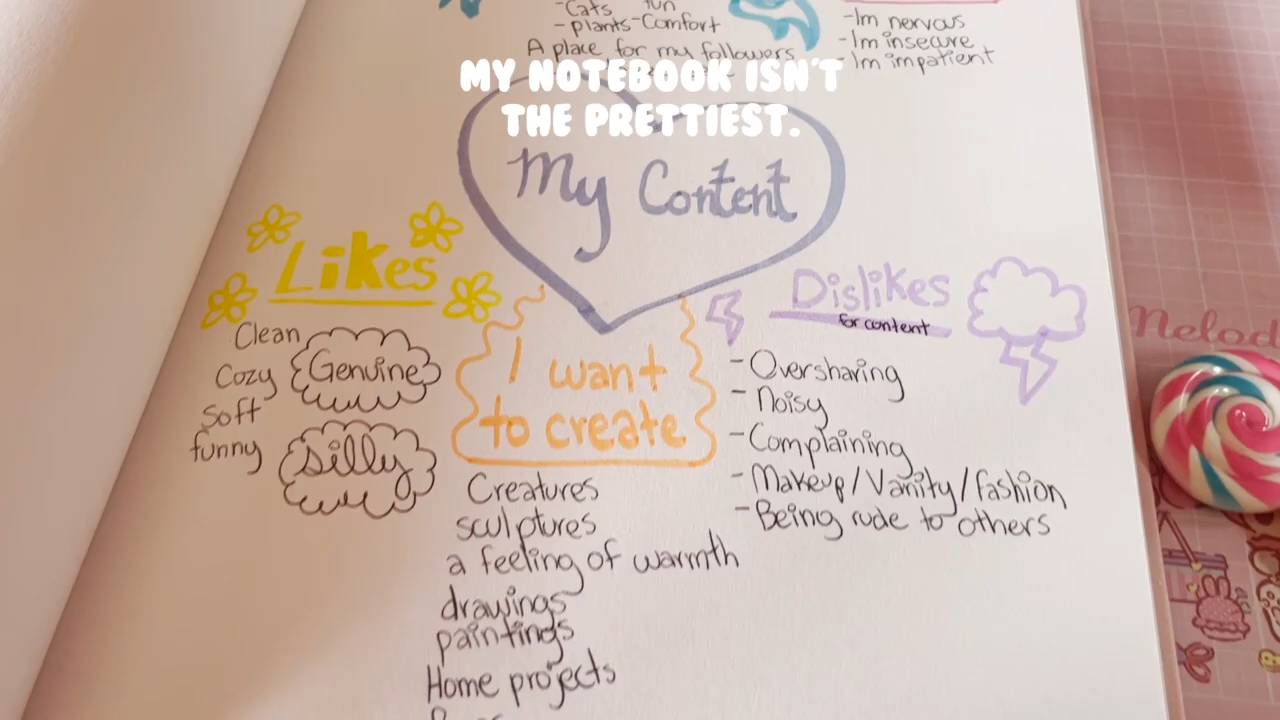 -Cats fun
- plants-Comfort
A place for my followers
-Im nervous
-Im insecure
- Im impatient
MY NOTEBOOK ISN'T
THE PRETTIEST.
My Content
Likes
Clean
Cozy
Soft
funny
Genuine
Silly
I want
to create
Creatures
sculptures
a feeling of warmth
drawings
paintings
Home projects
Dislikes
for content
- Oversharing
- Noisy
- Complaining
- Makeup/Vanity/fashion
- Being rude to others
Melod